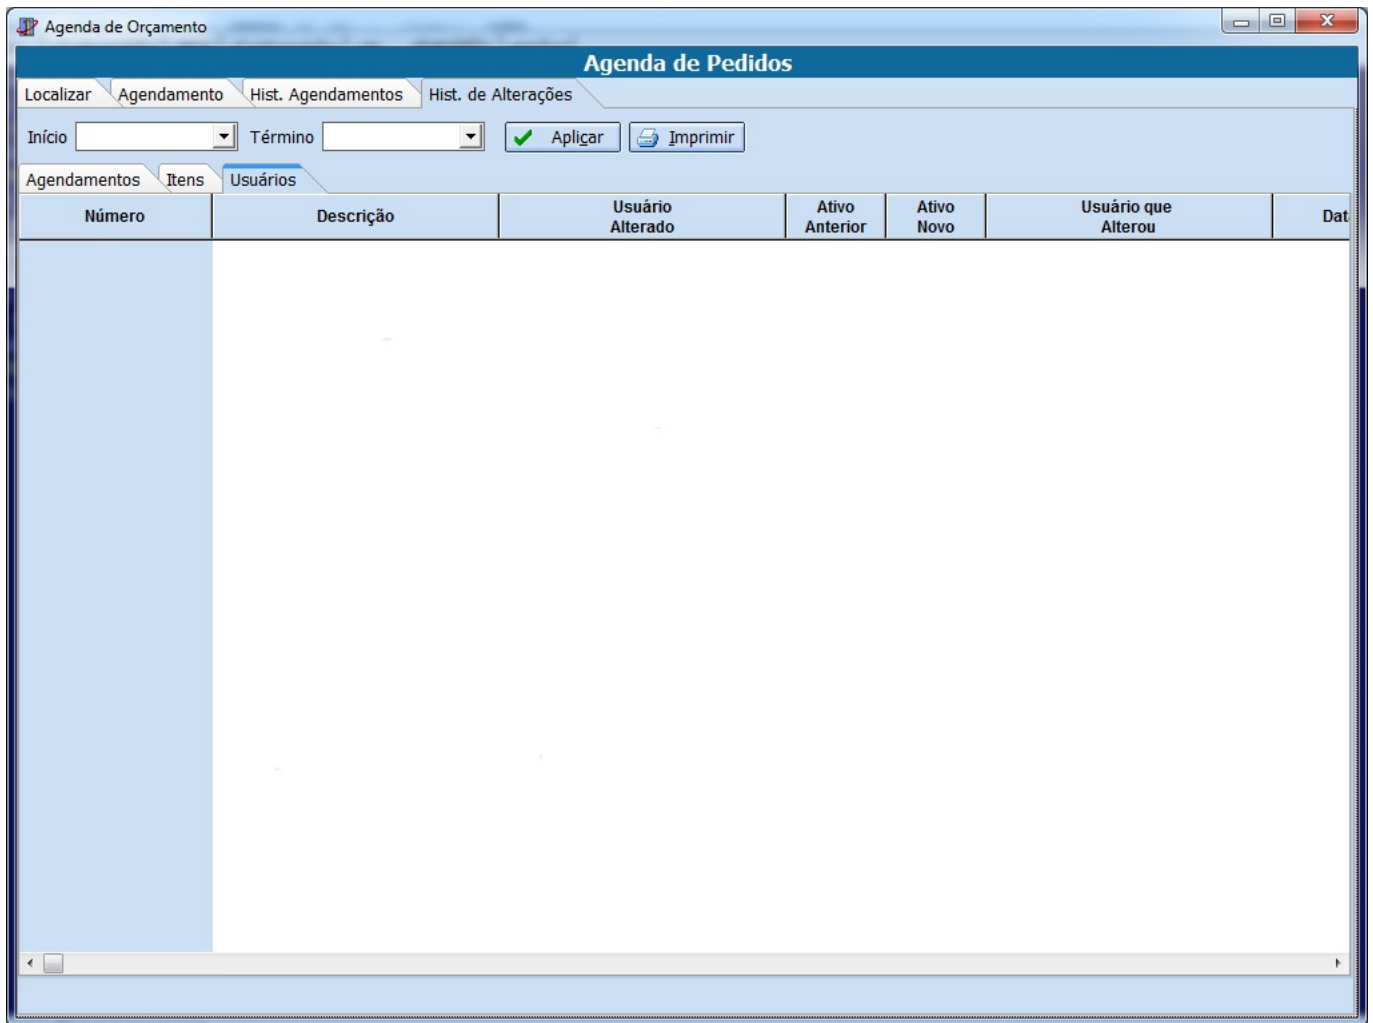 Agenda de Orçamento
Agenda de Pedidos
Localizar Agendamento Hist. Agendamentos Hist. de Alterações
Início Término Apliçar Imprimir
Agendamentos Itens Usuários
Número Descrição Usuário Alterado Ativo Anterior Ativo Novo Usuário que Alterou Dat